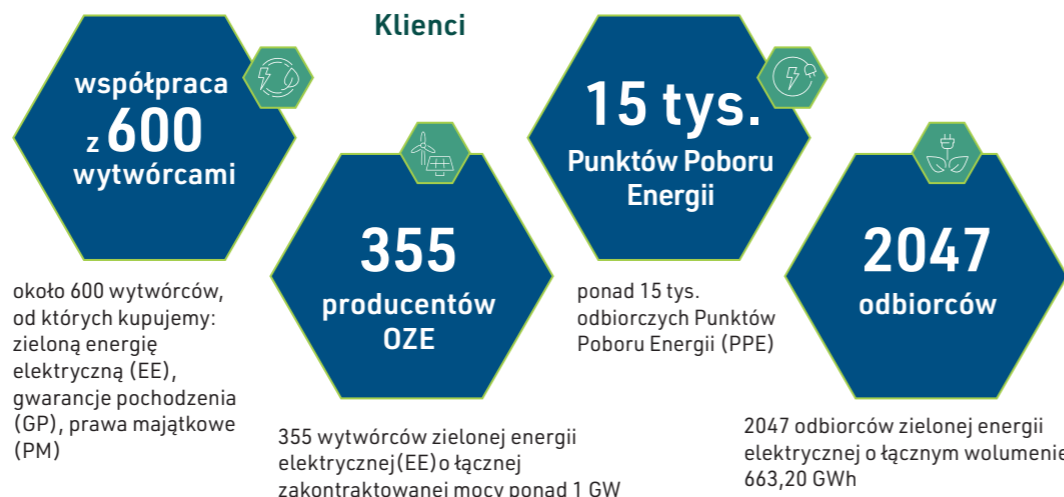 Klienci
współpraca
z 600
wytwórcami
około 600 wytwórców,
od których kupujemy:
zieloną energię
elektryczną (EE),
gwarancje pochodzenia
(GP), prawa majątkowe
(PM)
355
producentów
OZE
355 wytwórców zielonej energii
elektrycznej(EE)o łącznej
zakontraktowanej mocy ponad 1 GW
15 tys.
Punktów Poboru
Energii
ponad 15 tys.
odbiorczych Punktów
Poboru Energii (PPE)
2047
odbiorców
2047 odbiorców zielonej energii
elektrycznej o łącznym wolumenie
663,20 GWh